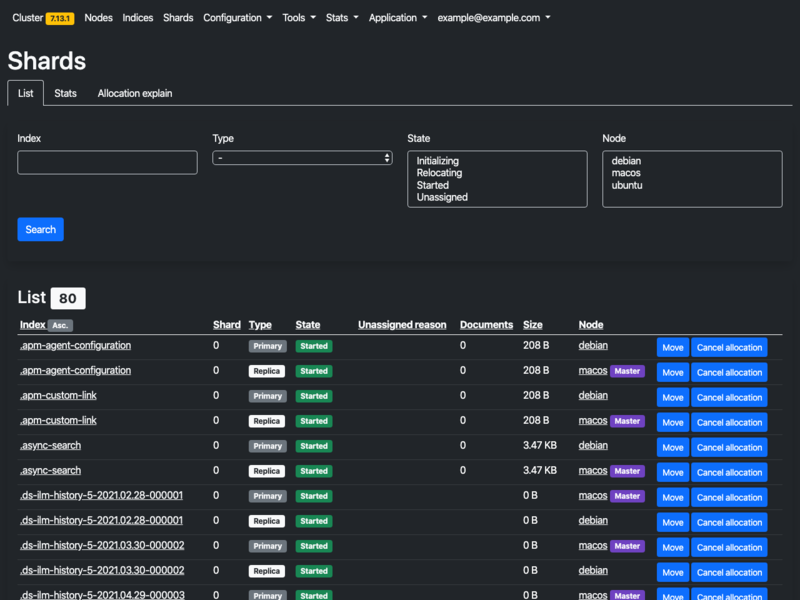 Cluster 7.13.1 Nodes Indices Shards Configuration Tools Stats Application example@example.com
Shards
List Stats Allocation explain
Index Type State Node
-
Initializing
Relocating
Started
Unassigned
debian
macos
ubuntu
Search
List 80
Index Asc. Shard Type State Unassigned reason Documents Size Node
.apm-agent-configuration 0 Primary Started 0 208 B debian Move Cancel allocation
.apm-agent-configuration 0 Replica Started 0 208 B macos Master Move Cancel allocation
.apm-custom-link 0 Primary Started 0 208 B debian Move Cancel allocation
.apm-custom-link 0 Replica Started 0 208 B macos Master Move Cancel allocation
.async-search 0 Primary Started 0 3.47 KB debian Move Cancel allocation
.async-search 0 Replica Started 0 3.47 KB macos Master Move Cancel allocation
.ds-ilm-history-5-2021.02.28-000001 0 Primary Started 0 B macos Master Move Cancel allocation
.ds-ilm-history-5-2021.02.28-000001 0 Replica Started 0 B debian Move Cancel allocation
.ds-ilm-history-5-2021.03.30-000002 0 Primary Started 0 B macos Master Move Cancel allocation
.ds-ilm-history-5-2021.03.30-000002 0 Replica Started 0 B debian Move Cancel allocation
.ds-ilm-history-5-2021.04.29-000003 0 Primary Started 0 B macos Master Move Cancel allocation